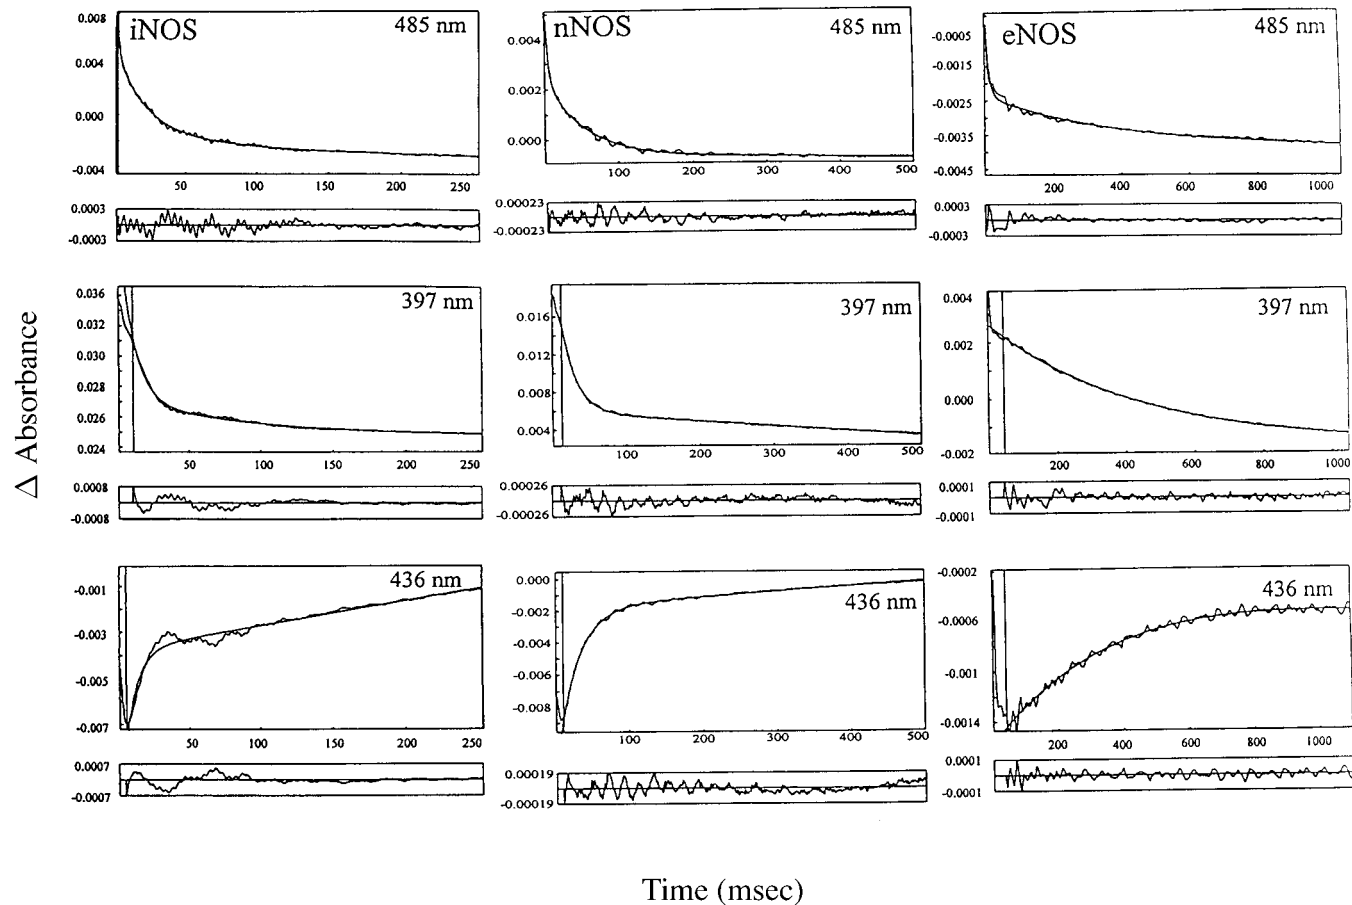 iNOS 485 nm
0.008
0.004
0.000
-0.004
50 100 150 200 250
0.0003
-0.0003
nNOS 485 nm
0.004
0.002
0.000
100 200 300 400 500
0.00023
-0.00023
eNOS 485 nm
-0.0005
-0.0015
-0.0025
-0.0035
-0.0045
200 400 600 800 1000
0.0003
-0.0003
397 nm
0.036
0.032
0.030
0.028
0.026
0.024
50 100 150 200 250
0.0008
-0.0008
397 nm
0.016
0.012
0.008
0.004
100 200 300 400 500
0.00026
-0.00026
397 nm
0.004
0.002
0.000
-0.002
200 400 600 800 1000
0.0001
-0.0001
436 nm
-0.001
-0.003
-0.005
-0.007
50 100 150 200 250
0.0007
-0.0007
436 nm
0.000
-0.002
-0.004
-0.006
-0.008
100 200 300 400 500
0.00019
-0.00019
436 nm
-0.0002
-0.0006
-0.001
-0.0014
200 400 600 800 1000
0.0001
-0.0001
Δ Absorbance
Time (msec)